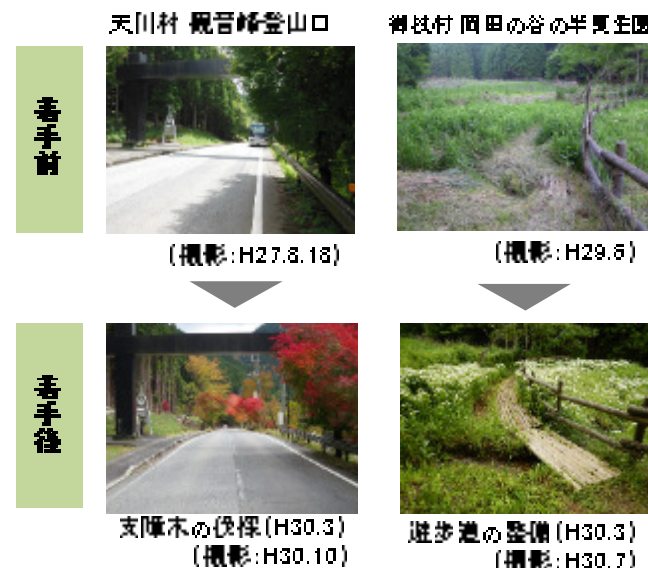 天川村 観音峰登山口
御杖村 岡田の谷の半夏生園
着手前
(撮影:H27.8.18)
(撮影:H29.6)
着手後
支障木の伐採(H30.3)
(撮影:H30.10)
遊歩道の整備(H30.3)
(撮影:H30.7)